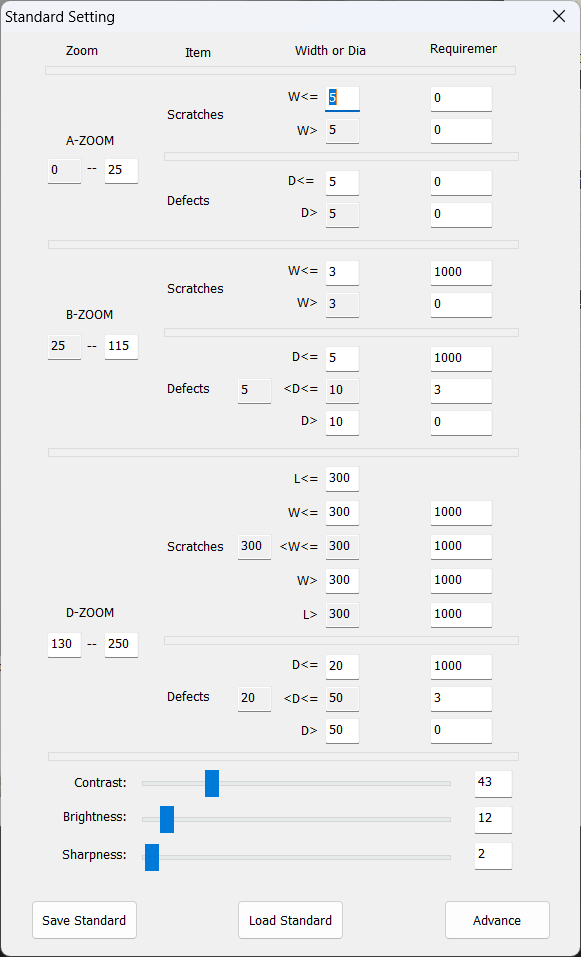 Standard Setting
Zoom Item Width or Dia Requiremer
W<= 5 0
Scratches
W> 5 0
A-ZOOM
0 -- 25
D<= 5 0
Defects
D> 5 0
W<= 3 1000
Scratches
W> 3 0
B-ZOOM
25 -- 115
D<= 5 1000
Defects 5 <D<= 10 3
D> 10 0
L<= 300
W<= 300 1000
Scratches 300 <W<= 300 1000
W> 300 1000
D-ZOOM L> 300 1000
130 -- 250
D<= 20 1000
Defects 20 <D<= 50 3
D> 50 0
Contrast: 43
Brightness: 12
Sharpness: 2
Save Standard Load Standard Advance